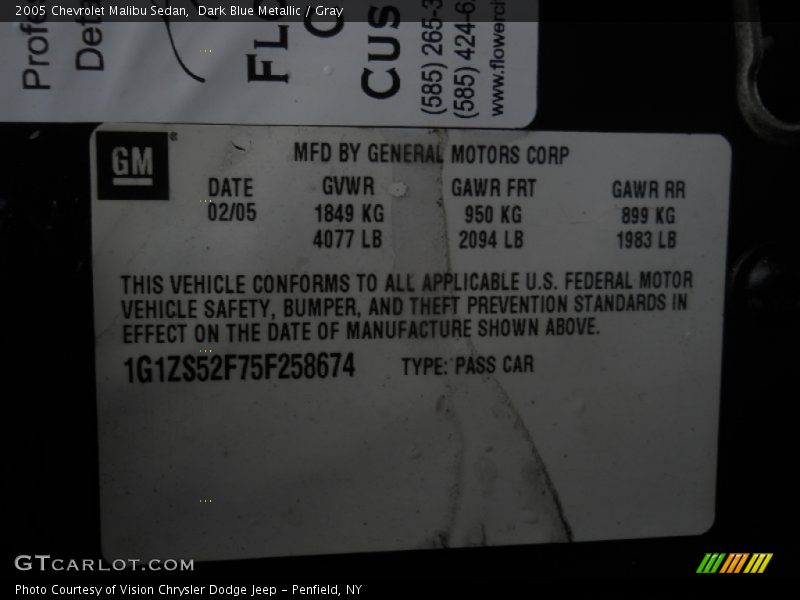 2005 Chevrolet Malibu Sedan, Dark Blue Metallic / Gray
Profe
Deta
FLO
CUS
(585) 265-3
(585) 424-6
www.flowerch
GM
MFD BY GENERAL MOTORS CORP
DATE GVWR GAWR FRT GAWR RR
02/05 1849 KG 950 KG 899 KG
4077 LB 2094 LB 1983 LB
THIS VEHICLE CONFORMS TO ALL APPLICABLE U.S. FEDERAL MOTOR
VEHICLE SAFETY, BUMPER, AND THEFT PREVENTION STANDARDS IN
EFFECT ON THE DATE OF MANUFACTURE SHOWN ABOVE.
1G1ZS52F75F258674 TYPE: PASS CAR
GTCARLOT.COM
Photo Courtesy of Vision Chrysler Dodge Jeep - Penfield, NY